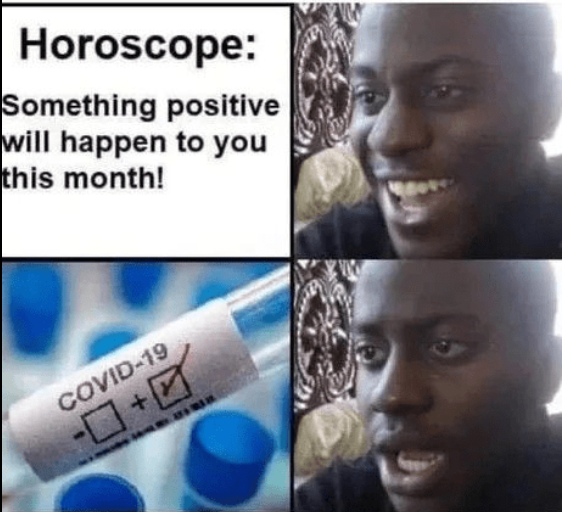 Horoscope:
Something positive
will happen to you
this month!
COVID-19
-☐ +☑